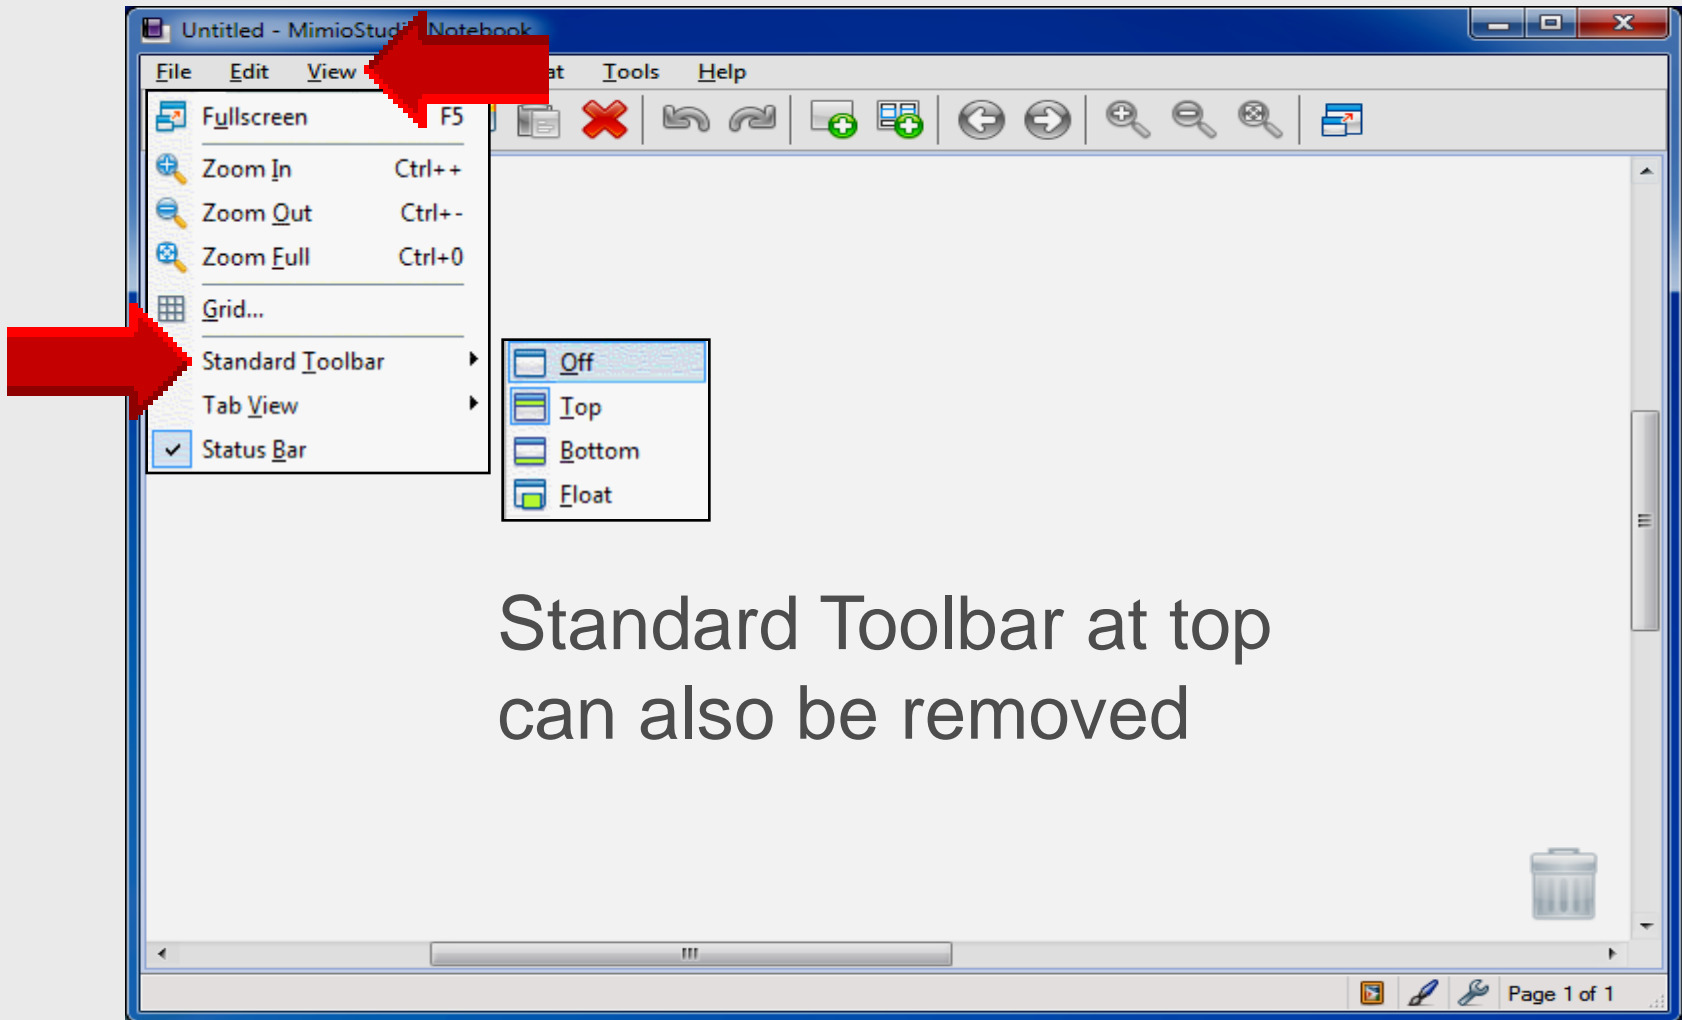 Untitled - MimioStudio Notebook
File Edit View at Tools Help
Fullscreen F5
Zoom In Ctrl++
Zoom Out Ctrl+-
Zoom Full Ctrl+0
Grid...
Standard Toolbar
Tab View
Status Bar
Off
Top
Bottom
Float
Standard Toolbar at top
can also be removed
Page 1 of 1